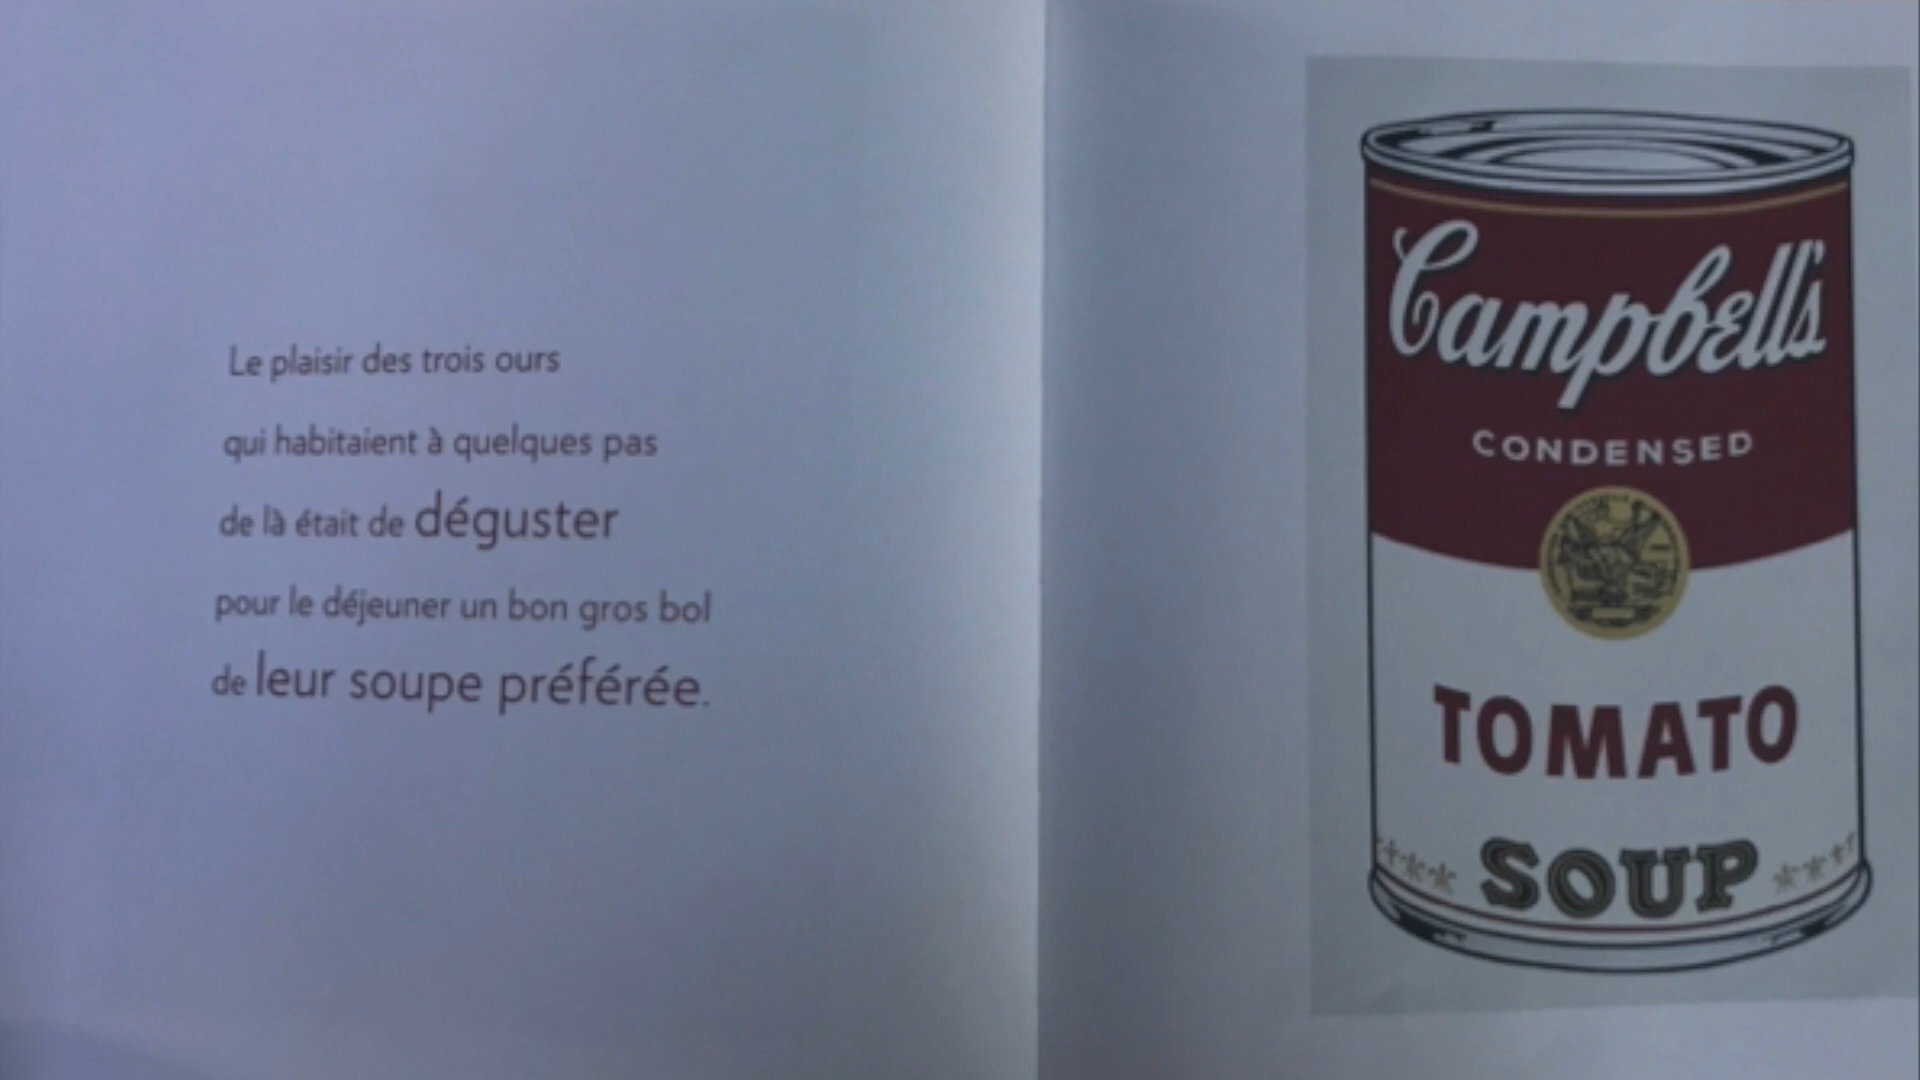 Le plaisir des trois ours
qui habitaient à quelques pas
de là était de déguster
pour le déjeuner un bon gros bol
de leur soupe préférée.
Campbell's
CONDENSED
TOMATO
SOUP